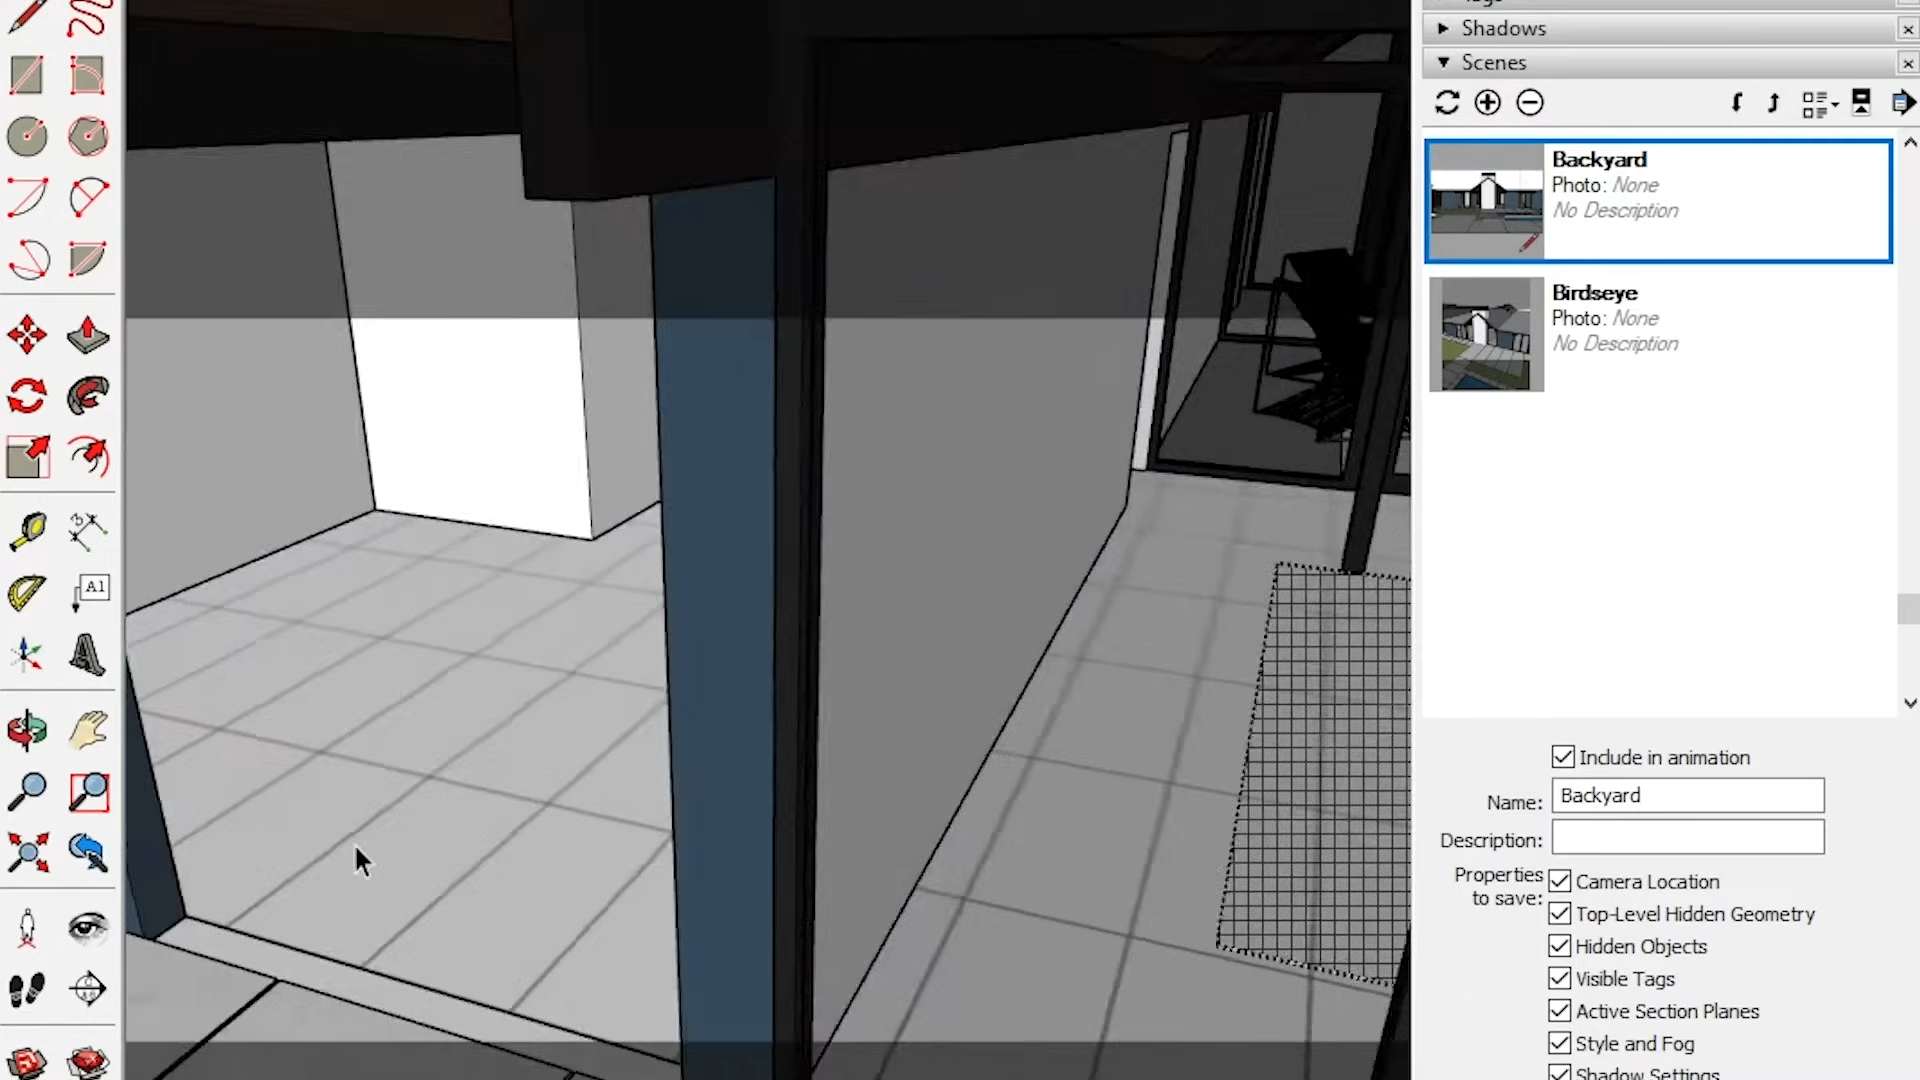 Tags
Shadows
Scenes
Backyard
Photo: None
No Description
Birdseye
Photo: None
No Description
A1
Include in animation
Name: Backyard
Description:
Properties to save:
Camera Location
Top-Level Hidden Geometry
Hidden Objects
Visible Tags
Active Section Planes
Style and Fog
Shadow Settings